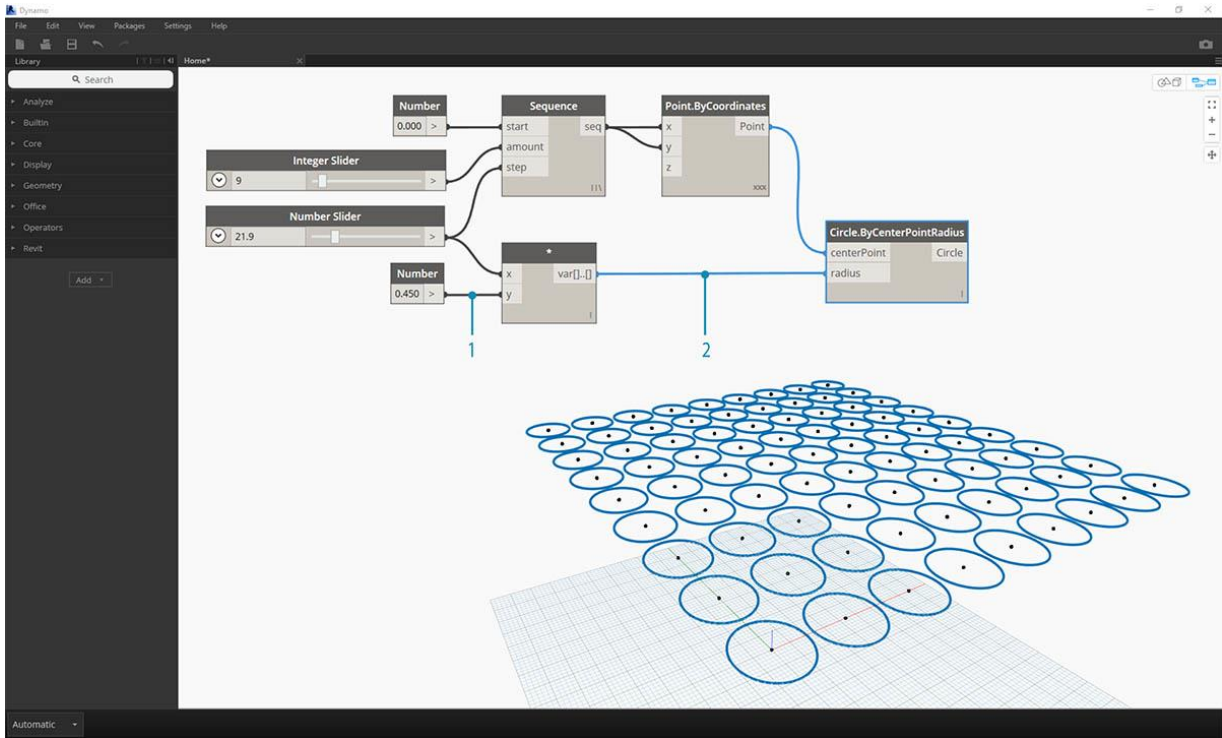 Dynamo
File Edit View Packages Settings Help
Library
Home*
Search
Analyze
Builtin
Core
Display
Geometry
Office
Operators
Revit
Add
Number
0.000 >
Integer Slider
9 >
Number Slider
21.9 >
Number
0.450 >
Sequence
start seq
amount
step
*
x var[]..[]
y
Point.ByCoordinates
x Point
y
z
xxx
Circle.ByCenterPointRadius
centerPoint Circle
radius
1
2
Automatic